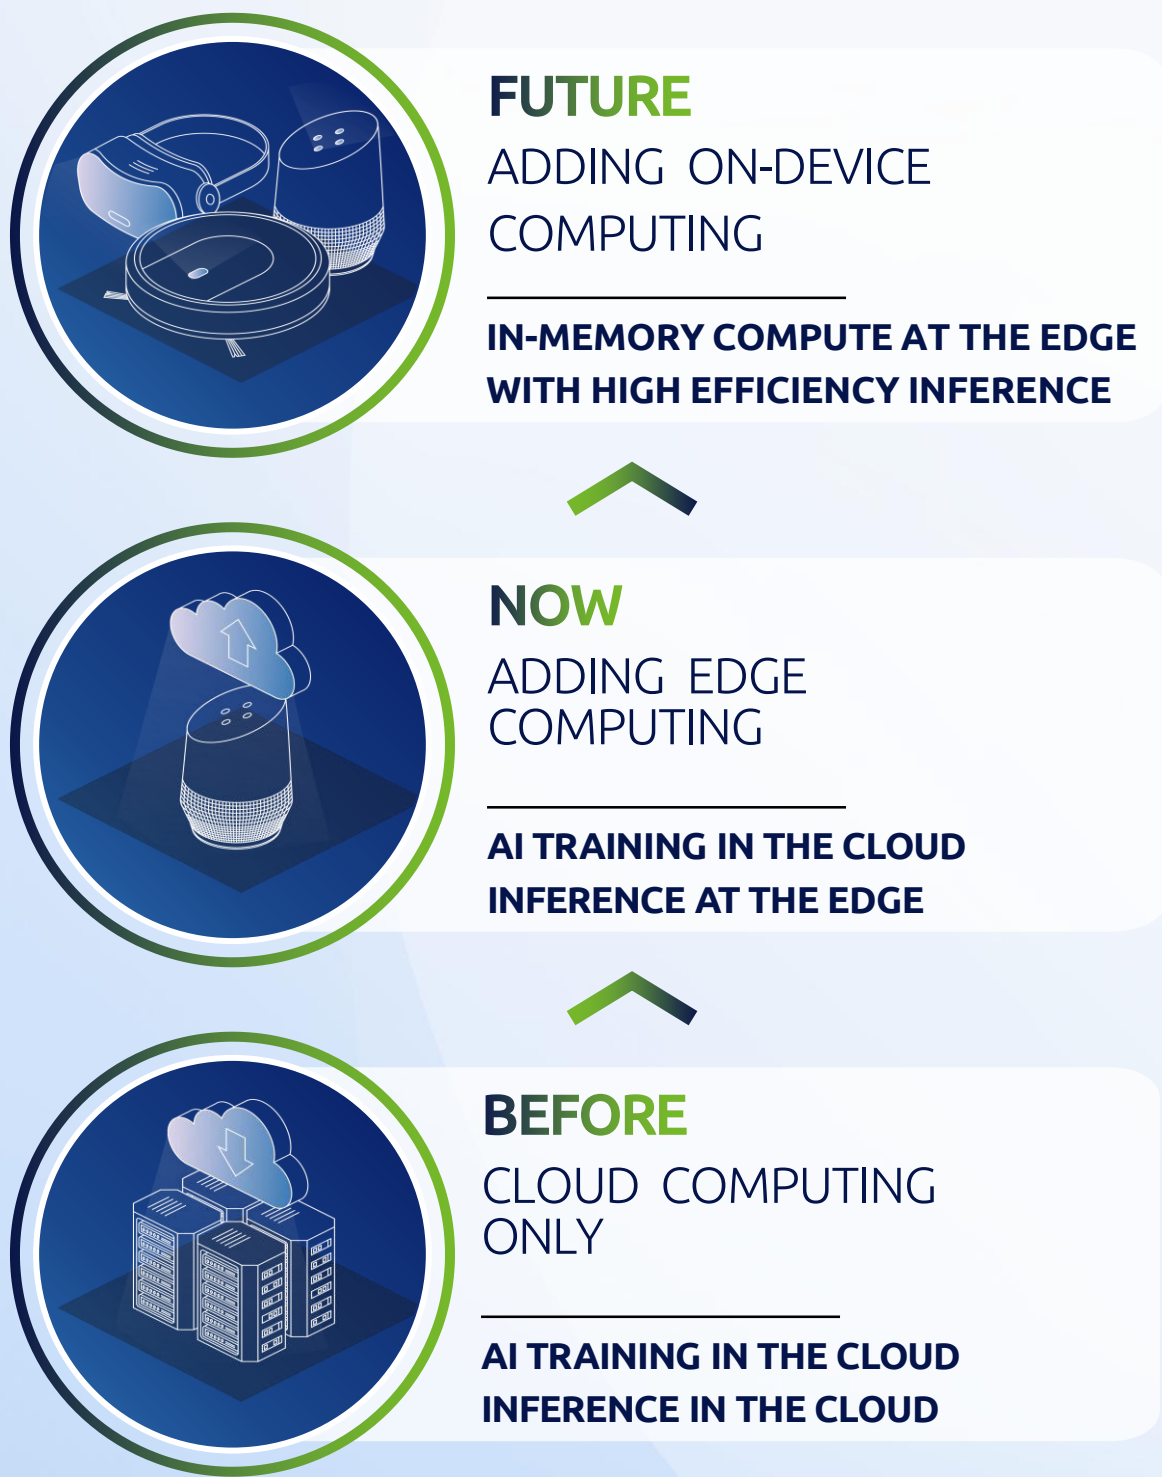 FUTURE
ADDING ON-DEVICE
COMPUTING
IN-MEMORY COMPUTE AT THE EDGE
WITH HIGH EFFICIENCY INFERENCE
NOW
ADDING EDGE
COMPUTING
AI TRAINING IN THE CLOUD
INFERENCE AT THE EDGE
BEFORE
CLOUD COMPUTING
ONLY
AI TRAINING IN THE CLOUD
INFERENCE IN THE CLOUD